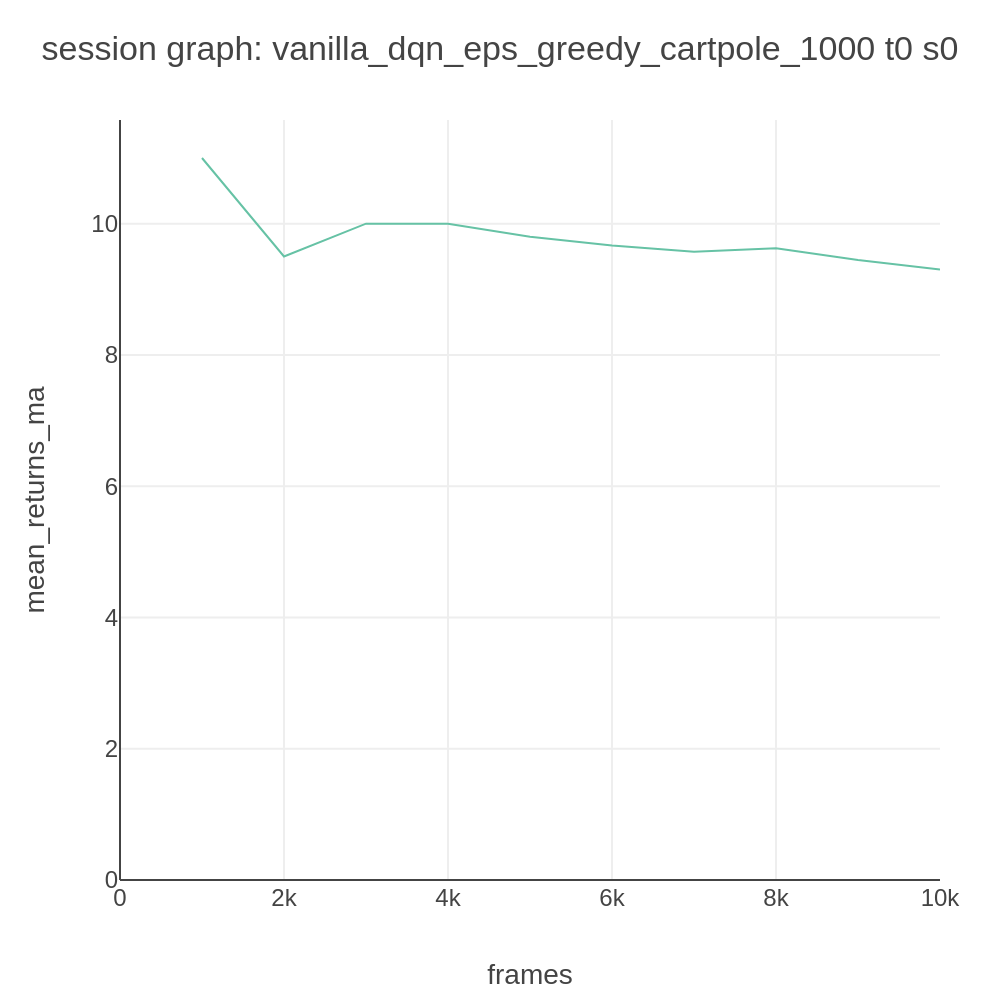 session graph: vanilla_dqn_eps_greedy_cartpole_1000 t0 s0
10
8
6
4
2
0
mean_returns_ma
0 2k 4k 6k 8k 10k
frames